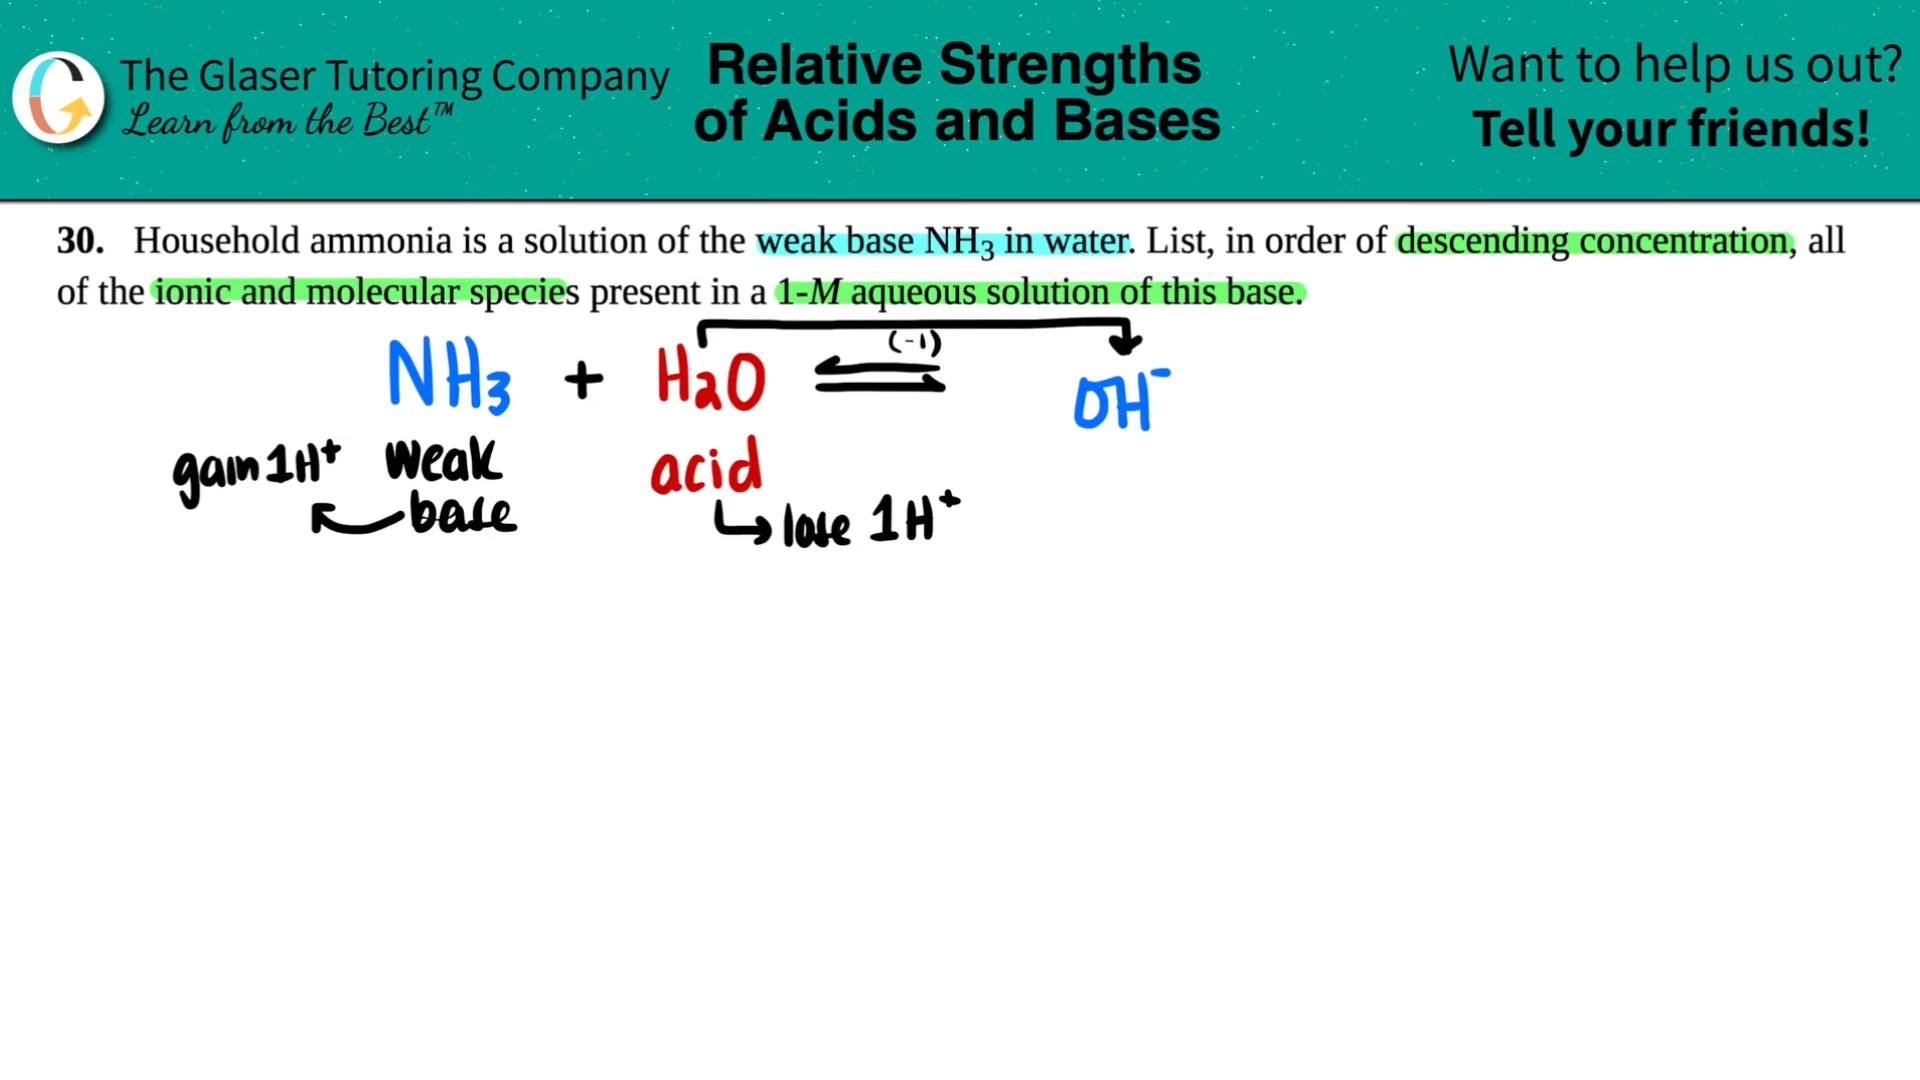 The Glaser Tutoring Company
Learn from the Best™
Relative Strengths
of Acids and Bases
Want to help us out?
Tell your friends!
30. Household ammonia is a solution of the weak base NH₃ in water. List, in order of descending concentration, all
of the ionic and molecular species present in a 1-M aqueous solution of this base.
(-1)
NH₃ + H₂O ⇌ OH⁻
gain 1H⁺ weak acid
base lose 1H⁺